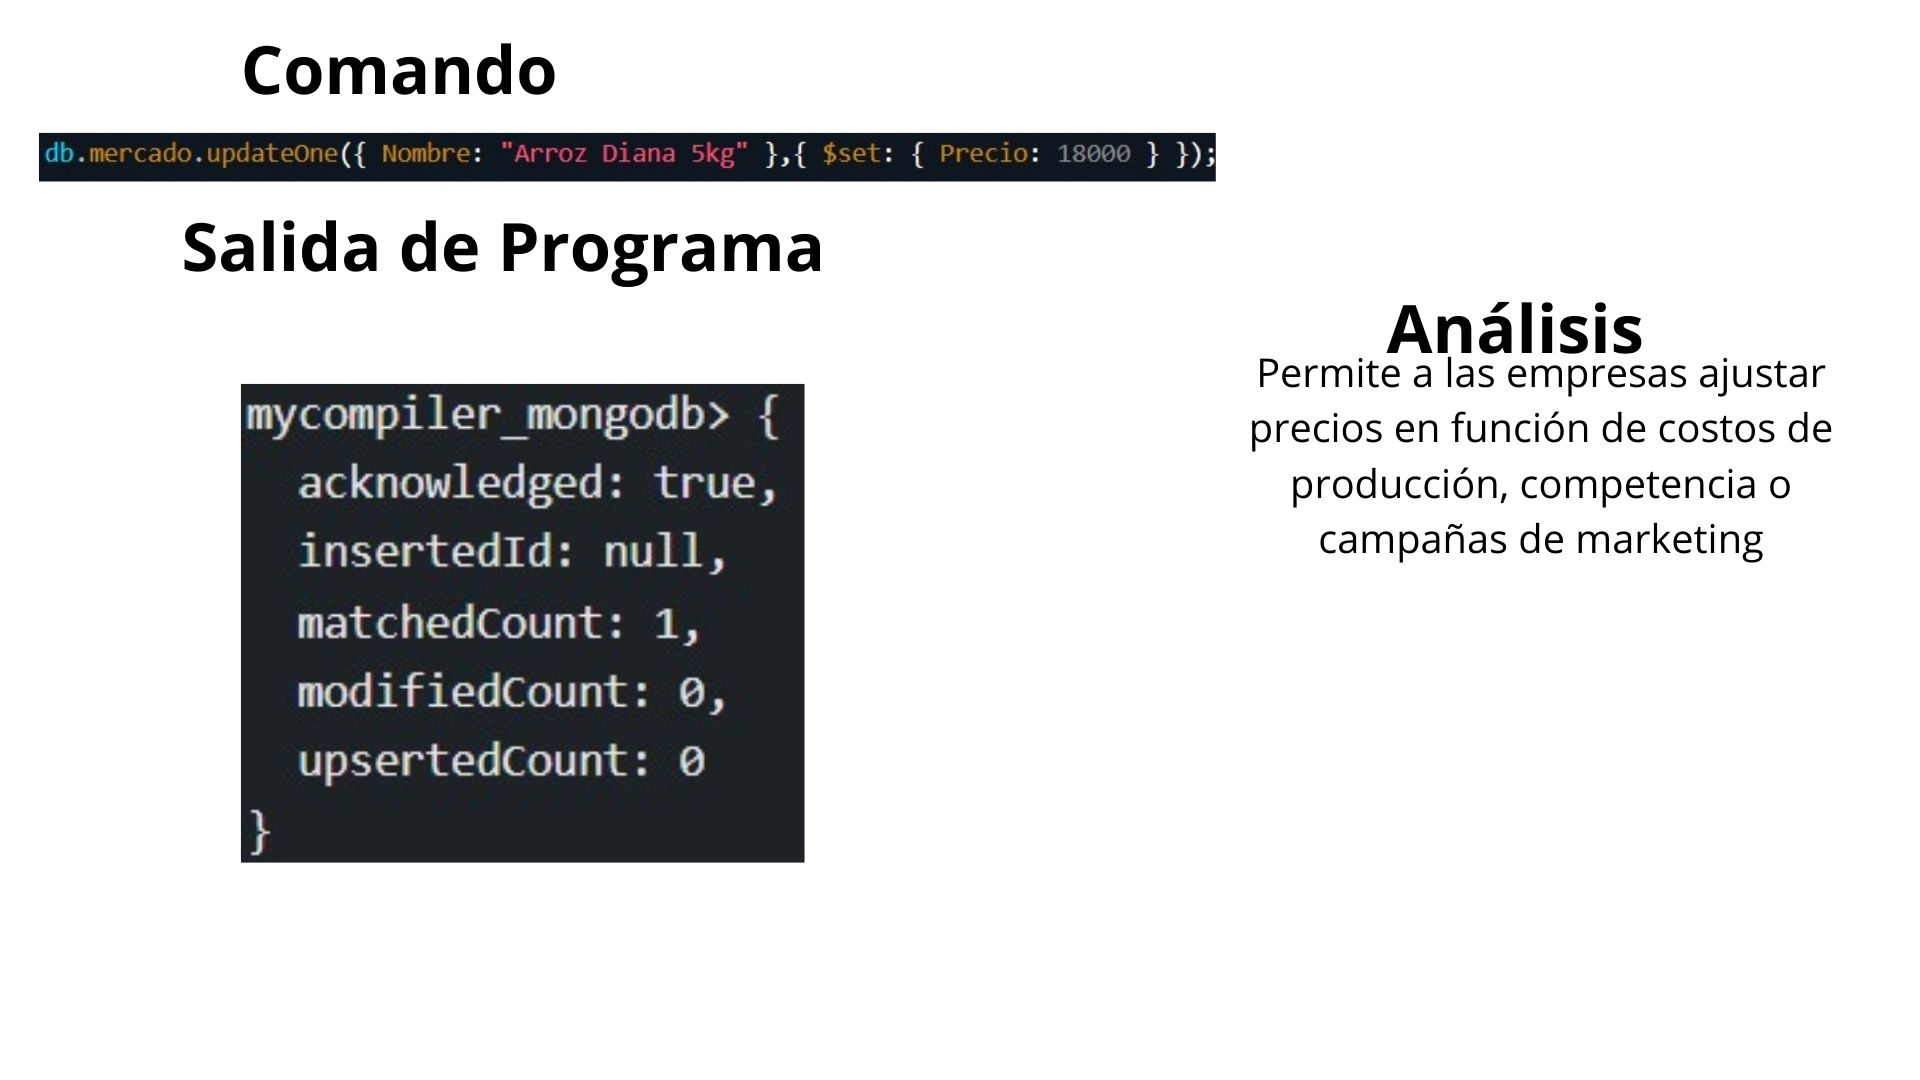 Comando
db.mercado.updateOne({ Nombre: "Arroz Diana 5kg" },{ $set: { Precio: 18000 } });
Salida de Programa
mycompiler_mongodb> {
  acknowledged: true,
  insertedId: null,
  matchedCount: 1,
  modifiedCount: 0,
  upsertedCount: 0
}
Análisis
Permite a las empresas ajustar
precios en función de costos de
producción, competencia o
campañas de marketing